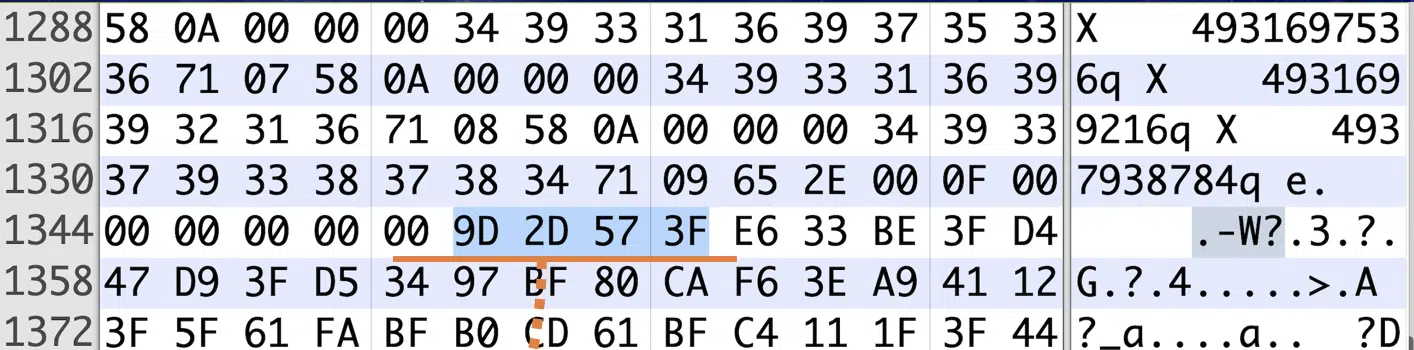 1288 58 0A 00 00 00 34 39 33 31 36 39 37 35 33 X 493169753
1302 36 71 07 58 0A 00 00 00 34 39 33 31 36 39 6q X 493169
1316 39 32 31 36 71 08 58 0A 00 00 00 34 39 33 9216q X 493
1330 37 39 33 38 37 38 34 71 09 65 2E 00 0F 00 7938784q e.
1344 00 00 00 00 00 9D 2D 57 3F E6 33 BE 3F D4 .-W?.3.?.
1358 47 D9 3F D5 34 97 BF 80 CA F6 3E A9 41 12 G.?.4.....>.A
1372 3F 5F 61 FA BF B0 CD 61 BF C4 11 1F 3F 44 ?_a....a.. ?D